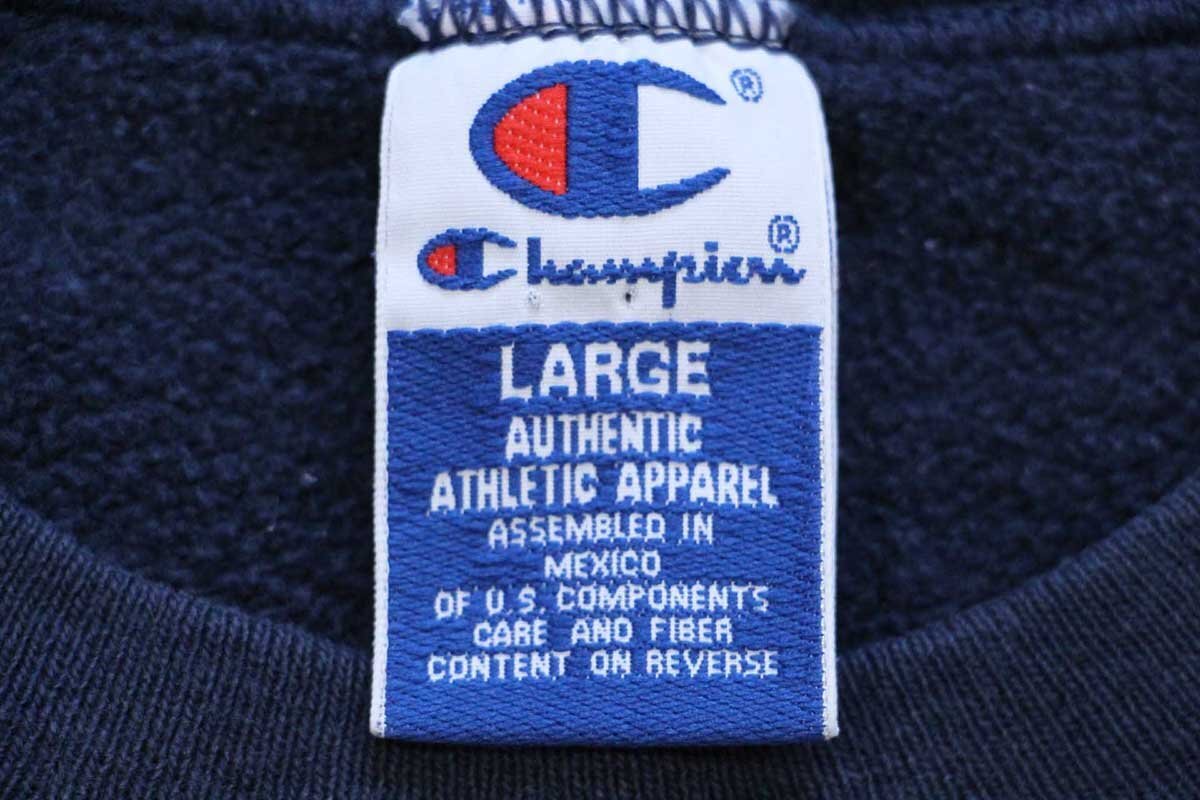 ®
Champion ®
LARGE
AUTHENTIC
ATHLETIC APPAREL
ASSEMBLED IN
MEXICO
OF U.S. COMPONENTS
CARE AND FIBER
CONTENT ON REVERSE